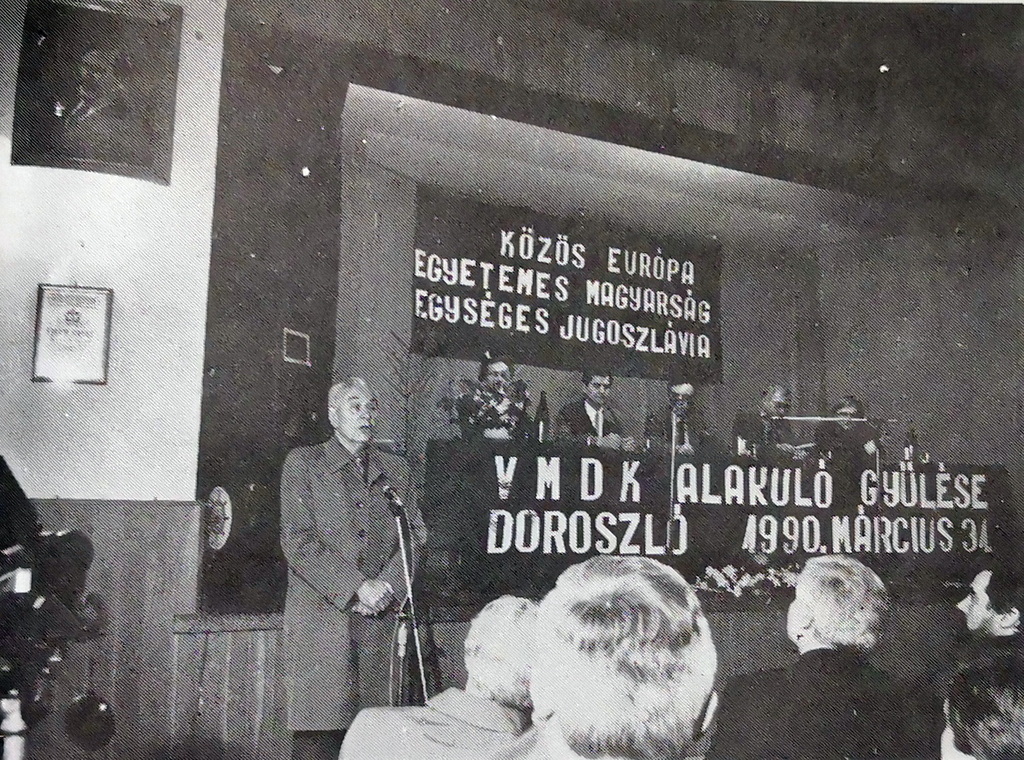 KÖZÖS EURÓPA
EGYETEMES MAGYARSÁG
EGYSÉGES JUGOSZLÁVIA
VMDK ALAKULÓ GYŰLÉSE
DOROSZLÓ 1990. MÁRCIUS 31.